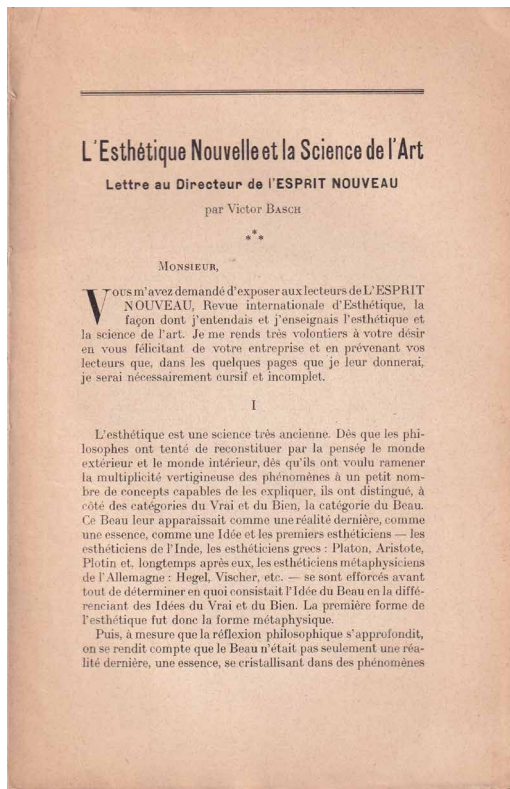 L'Esthétique Nouvelle et la Science de l'Art
Lettre au Directeur de l'ESPRIT NOUVEAU
par Victor BASCH
***
MONSIEUR,
VOUS m'avez demandé d'exposer aux lecteurs de L'ESPRIT
NOUVEAU, Revue internationale d'Esthétique, la
façon dont j'entendais et j'enseignais l'esthétique et
la science de l'art. Je me rends très volontiers à votre désir
en vous félicitant de votre entreprise et en prévenant vos
lecteurs que, dans les quelques pages que je leur donnerai,
je serai nécessairement cursif et incomplet.
I
L'esthétique est une science très ancienne. Dès que les phi-
losophes ont tenté de reconstituer par la pensée le monde
extérieur et le monde intérieur, dès qu'ils ont voulu ramener
la multiplicité vertigineuse des phénomènes à un petit nom-
bre de concepts capables de les expliquer, ils ont distingué, à
côté des catégories du Vrai et du Bien, la catégorie du Beau.
Ce Beau leur apparaissait comme une réalité dernière, comme
une essence, comme une Idée et les premiers esthéticiens — les
esthéticiens de l'Inde, les esthéticiens grecs : Platon, Aristote,
Plotin et, longtemps après eux, les esthéticiens métaphysiciens
de l'Allemagne : Hegel, Vischer, etc. — se sont efforcés avant
tout de déterminer en quoi consistait l'Idée du Beau en la diffé-
renciant des Idées du Vrai et du Bien. La première forme de
l'esthétique fut donc la forme métaphysique.
Puis, à mesure que la réflexion philosophique s'approfondit,
on se rendit compte que le Beau n'était pas seulement une réa-
lité dernière, une essence, se cristallisant dans des phénomènes